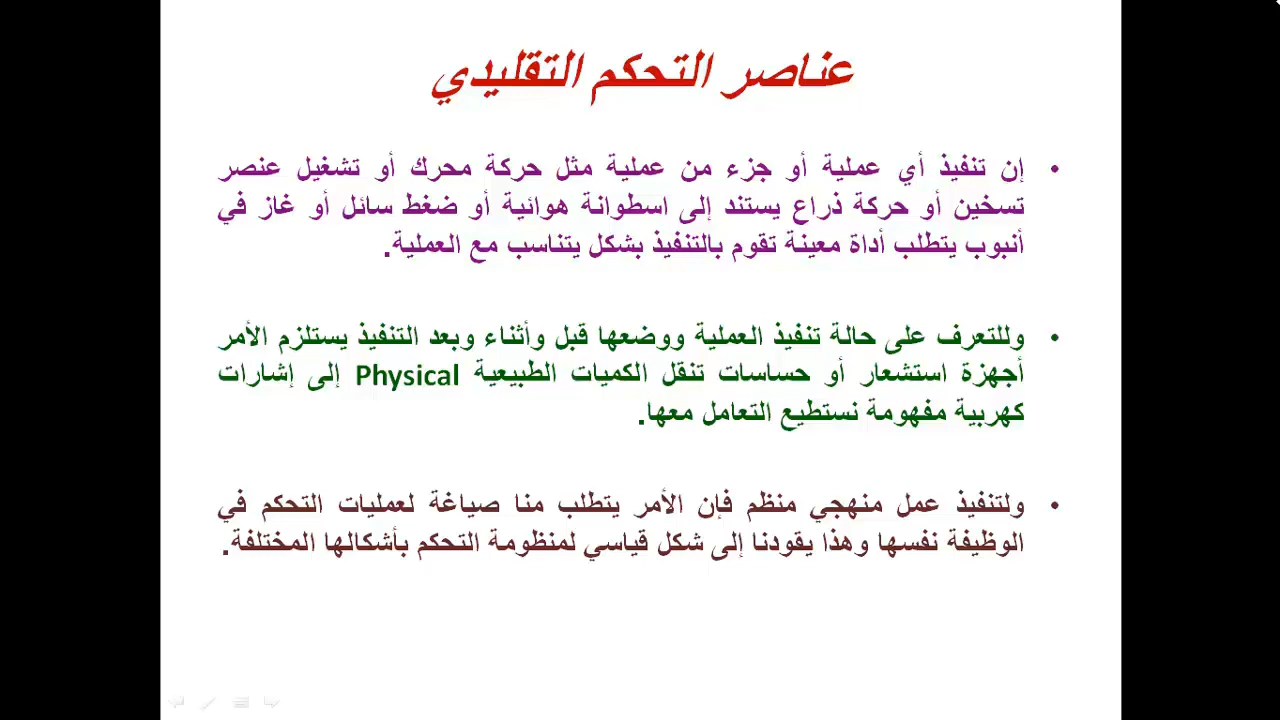 عناصر التحكم التقليدي
• إن تنفيذ أي عملية أو جزء من عملية مثل حركة محرك أو تشغيل عنصر
تسخين أو حركة ذراع يستند إلى اسطوانة هوائية أو ضغط سائل أو غاز في
أنبوب يتطلب أداة معينة تقوم بالتنفيذ بشكل يتناسب مع العملية.
• وللتعرف على حالة تنفيذ العملية ووضعها قبل وأثناء وبعد التنفيذ يستلزم الأمر
أجهزة استشعار أو حساسات تنقل الكميات الطبيعية Physical إلى إشارات
كهربية مفهومة نستطيع التعامل معها.
• ولتنفيذ عمل منهجي منظم فإن الأمر يتطلب منا صياغة لعمليات التحكم في
الوظيفة نفسها وهذا يقودنا إلى شكل قياسي لمنظومة التحكم بأشكالها المختلفة.